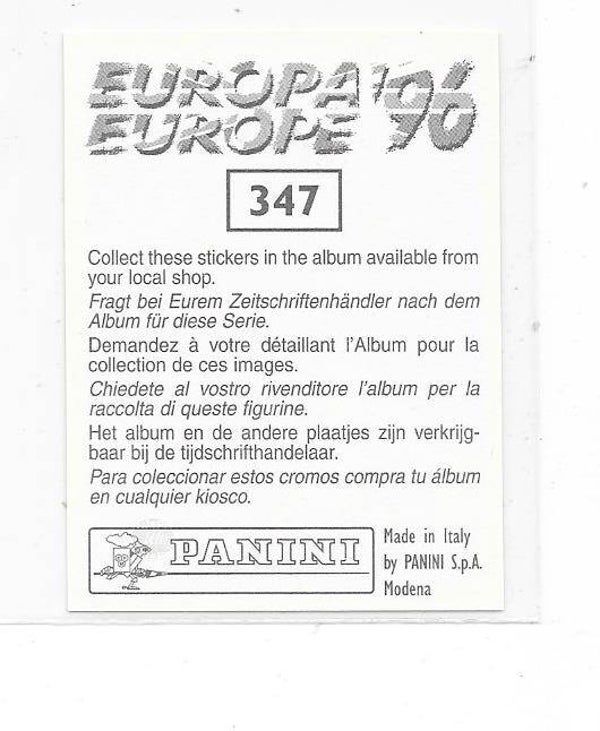 EUROPA
EUROPE '96
347
Collect these stickers in the album available from
your local shop.
Fragt bei Eurem Zeitschriftenhändler nach dem
Album für diese Serie.
Demandez à votre détaillant l'Album pour la
collection de ces images.
Chiedete al vostro rivenditore l'album per la
raccolta di queste figurine.
Het album en de andere plaatjes zijn verkrijg-
baar bij de tijdschrifthandelaar.
Para coleccionar estos cromos compra tu álbum
en cualquier kiosco.
PANINI
Made in Italy
by PANINI S.p.A.
Modena